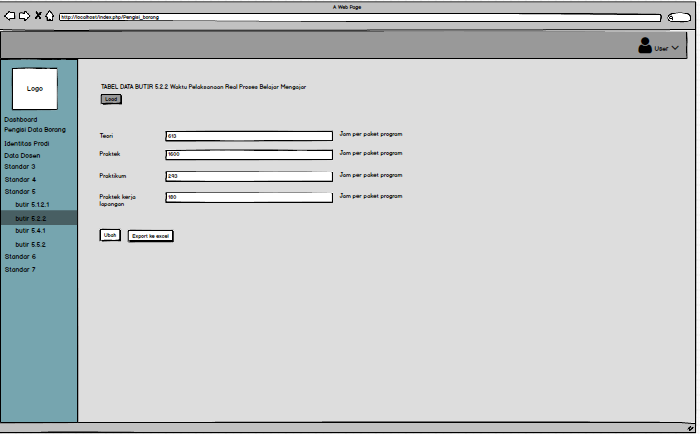 A Web Page
http://localhost/index.php/Pengisi_borang
User
Logo
Dashboard
Pengisi Data Borang
Identitas Prodi
Data Dosen
Standar 3
Standar 4
Standar 5
butir 5.1.2.1
butir 5.2.2
butir 5.4.1
butir 5.5.2
Standar 6
Standar 7
TABEL DATA BUTIR 5.2.2 Waktu Pelaksanaan Real Proses Belajar Mengajar
Load
Teori 613 Jam per paket program
Praktek 1600 Jam per paket program
Praktikum 293 Jam per paket program
Praktek kerja lapangan 180 Jam per paket program
Ubah Export ke excel